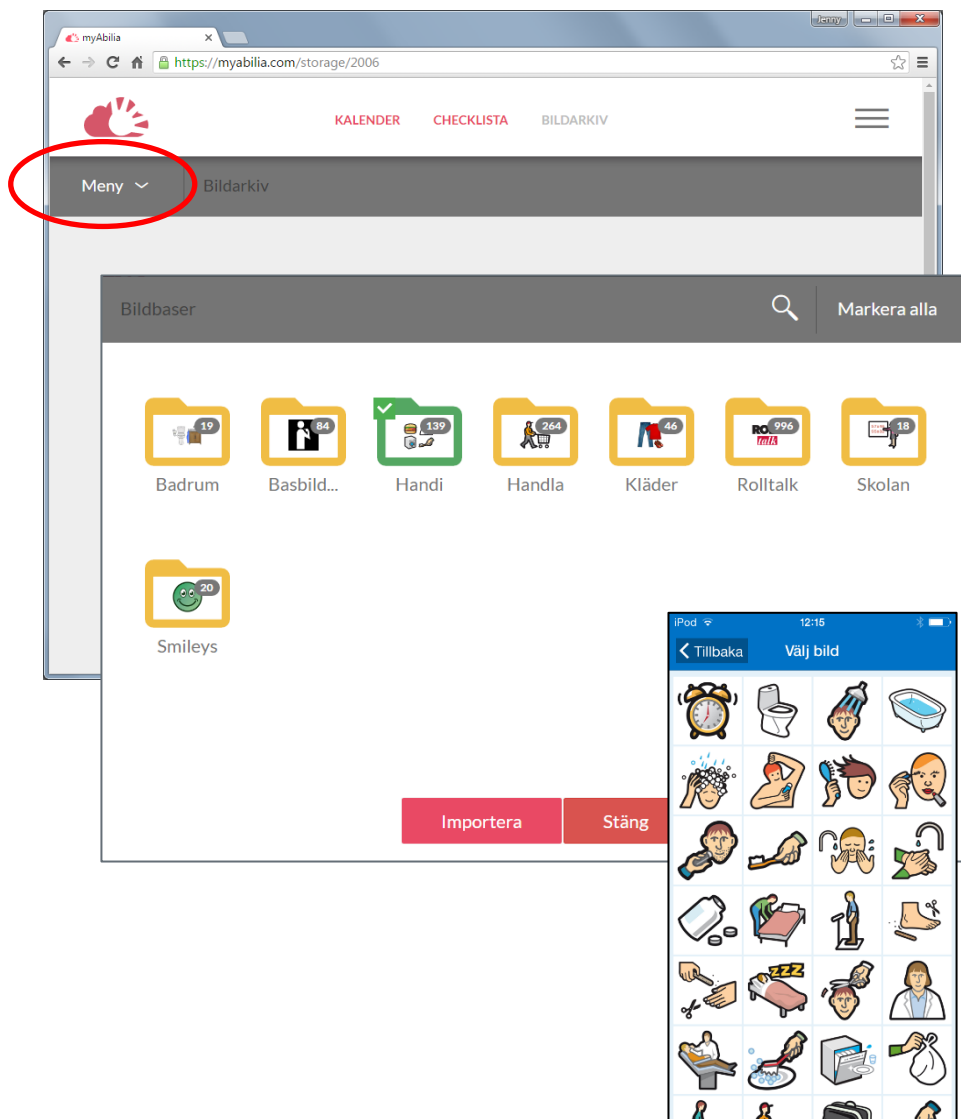 Jenny
myAbilia
https://myabilia.com/storage/2006
KALENDER CHECKLISTA BILDARKIV
Meny Bildarkiv
Bildbaser Markera alla
19 84 139 264 46 996 18
Badrum Basbild... Handi Handla Kläder Rolltalk Skolan
20
Smileys
iPod 12:15
Tillbaka Välj bild
Importera Stäng
ZZZ